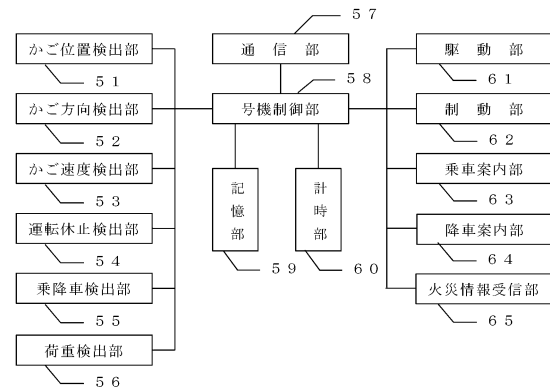 かご位置検出部
51
かご方向検出部
52
かご速度検出部
53
運転休止検出部
54
乗降車検出部
55
荷重検出部
56
57
通信部
58
号機制御部
記憶部
59
計時部
60
駆動部
61
制動部
62
乗車案内部
63
降車案内部
64
火災情報受信部
65